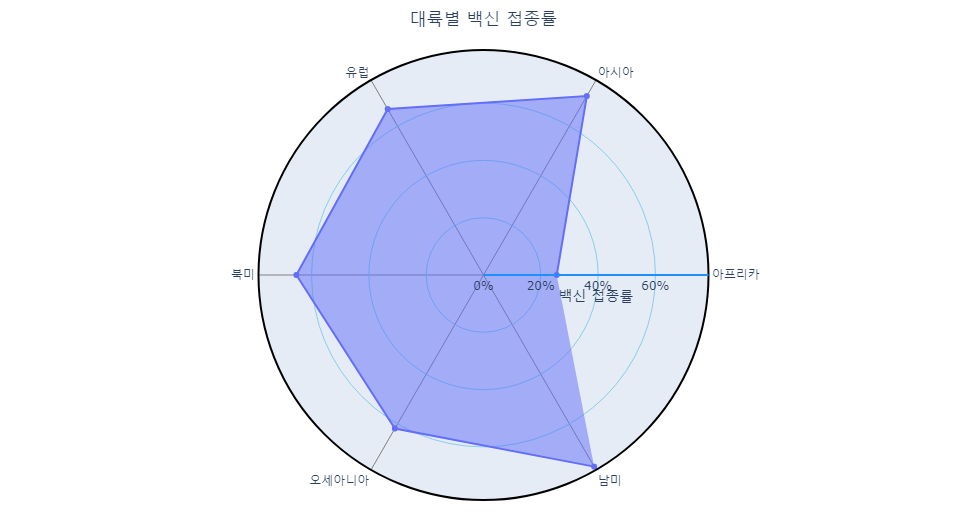 대륙별 백신 접종률
유럽
아시아
북미
아프리카
0%
20%
40%
60%
백신 접종률
오세아니아
남미